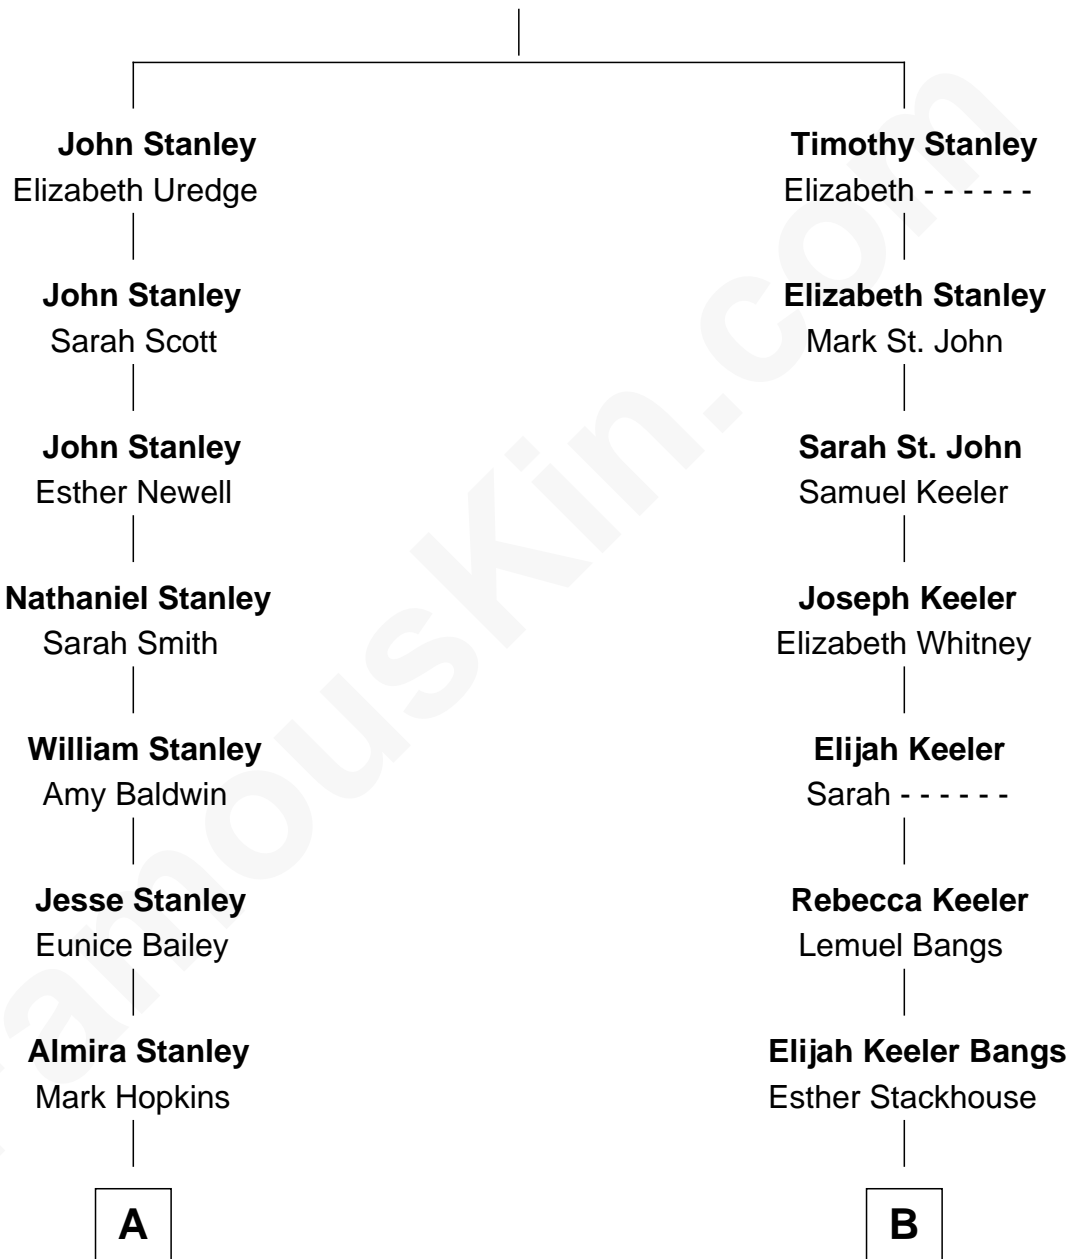 John Stanley
Elizabeth Uredge
John Stanley
Sarah Scott
John Stanley
Esther Newell
Nathaniel Stanley
Sarah Smith
William Stanley
Amy Baldwin
Jesse Stanley
Eunice Bailey
Almira Stanley
Mark Hopkins
A
Timothy Stanley
Elizabeth - - - - - -
Elizabeth Stanley
Mark St. John
Sarah St. John
Samuel Keeler
Joseph Keeler
Elizabeth Whitney
Elijah Keeler
Sarah - - - - - -
Rebecca Keeler
Lemuel Bangs
Elijah Keeler Bangs
Esther Stackhouse
B
FamousKin.com